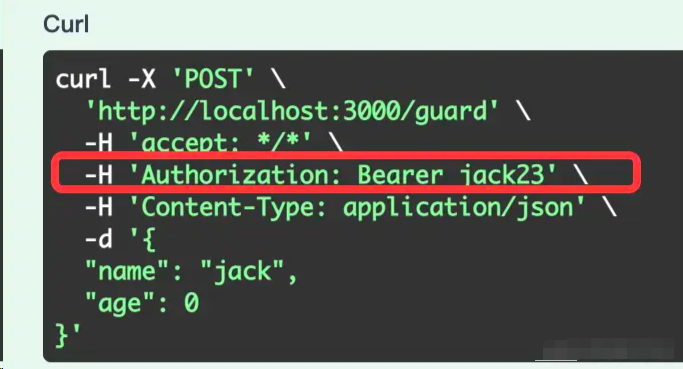 Curl
curl -X 'POST' \
'http://localhost:3000/guard' \
-H 'accept: */*' \
-H 'Authorization: Bearer jack23' \
-H 'Content-Type: application/json' \
-d '{
"name": "jack",
"age": 0
}'